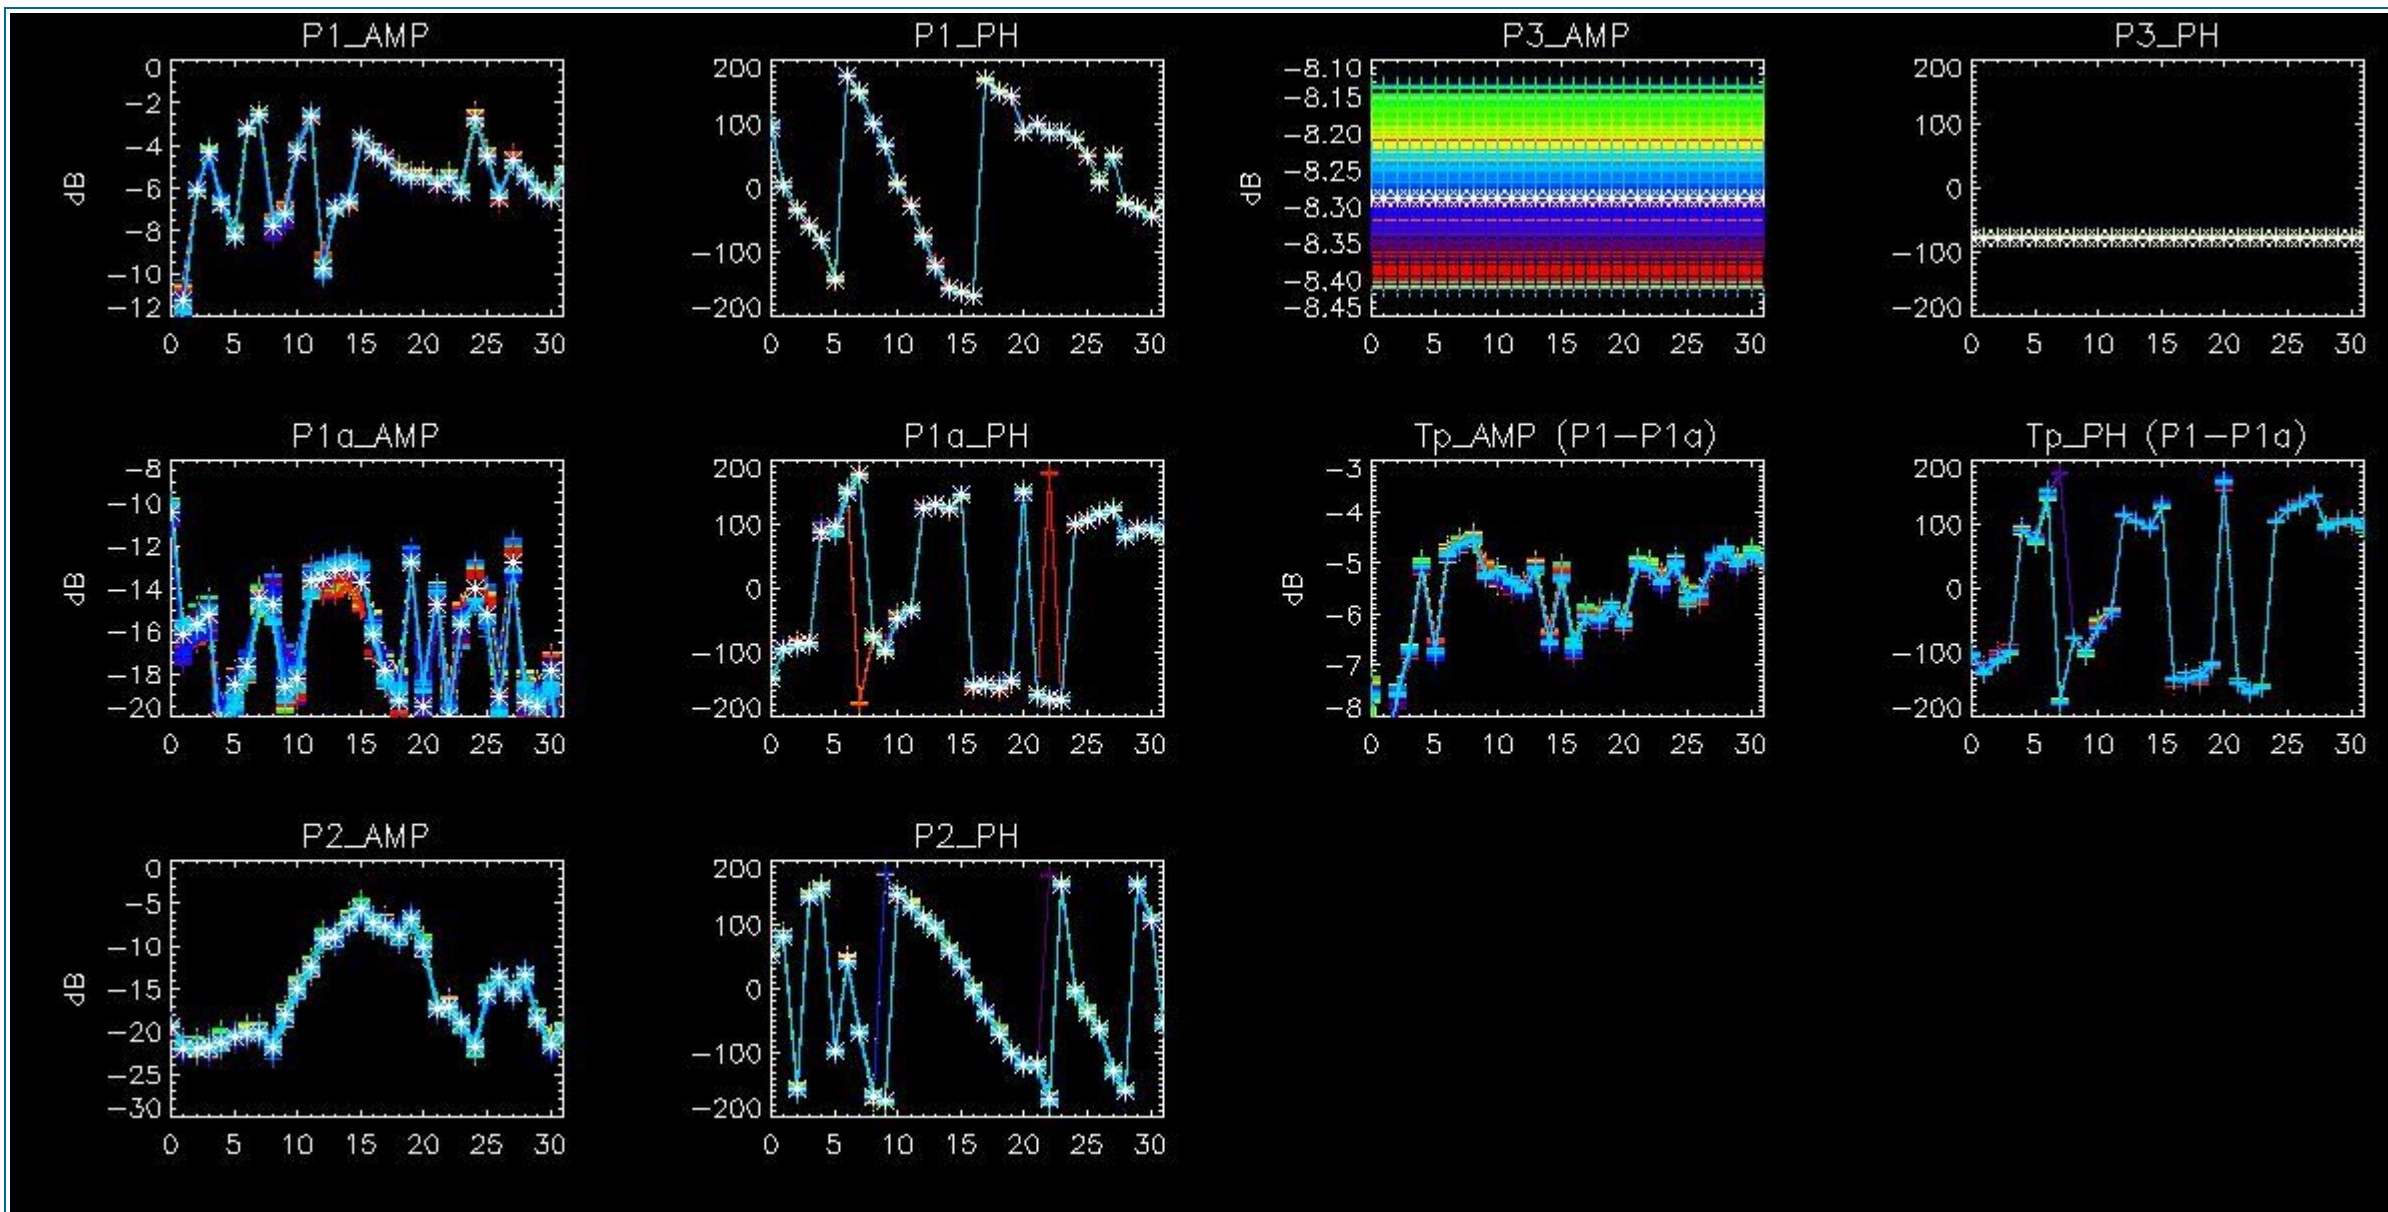 P1_AMP
0
−2
−4
−6
−8
−10
−12
dB
0 5 10 15 20 25 30
P1_PH
200
100
0
−100
−200
0 5 10 15 20 25 30
P3_AMP
−8.10
−8.15
−8.20
−8.25
−8.30
−8.35
−8.40
−8.45
dB
0 5 10 15 20 25 30
P3_PH
200
100
0
−100
−200
0 5 10 15 20 25 30
P1a_AMP
−8
−10
−12
−14
−16
−18
−20
dB
0 5 10 15 20 25 30
P1a_PH
200
100
0
−100
−200
0 5 10 15 20 25 30
Tp_AMP (P1−P1a)
−3
−4
−5
−6
−7
−8
dB
0 5 10 15 20 25 30
Tp_PH (P1−P1a)
200
100
0
−100
−200
0 5 10 15 20 25 30
P2_AMP
0
−5
−10
−15
−20
−25
−30
dB
0 5 10 15 20 25 30
P2_PH
200
100
0
−100
−200
0 5 10 15 20 25 30